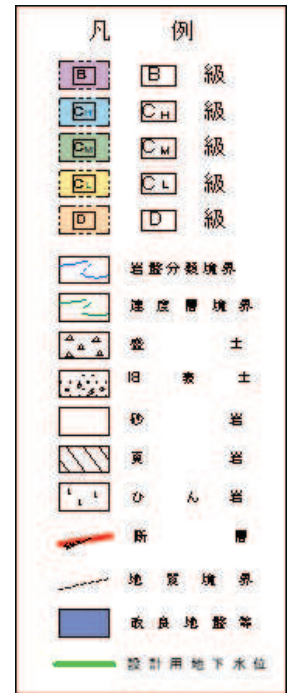 凡例
B B 級
CH CH 級
CM CM 級
CL CL 級
D D 級
岩盤分類境界
速度層境界
盛土
旧表土
砂岩
頁岩
ひん岩
断層
地質境界
改良地盤等
設計用地下水位